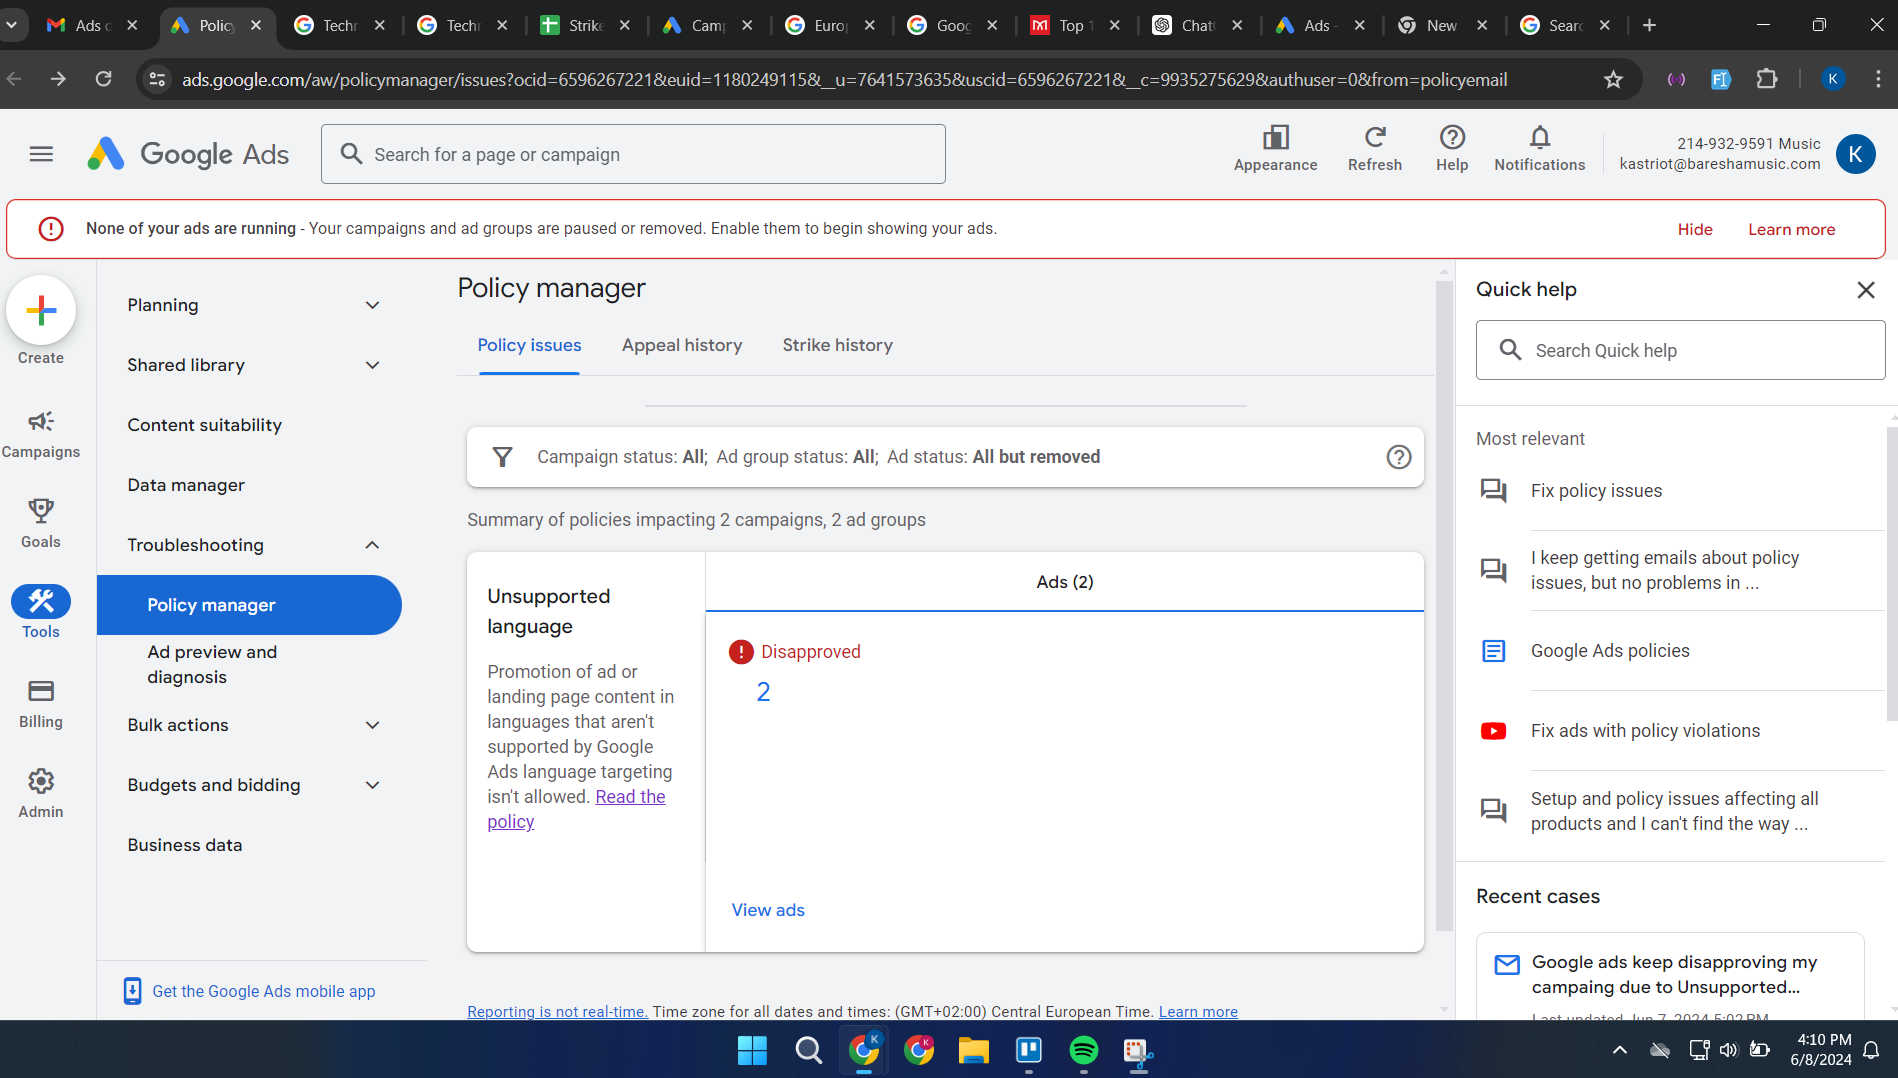 Ads o
Policy
Techn
Techn
Strike
Camp
Europ
Goog
Top 1
Chat
Ads -
New
Searc
ads.google.com/aw/policymanager/issues?ocid=6596267221&euid=1180249115&__u=7641573635&uscid=6596267221&__c=9935275629&authuser=0&from=policyemail
K
Google Ads
Search for a page or campaign
Appearance
Refresh
Help
Notifications
214-932-9591 Music
kastriot@bareshamusic.com
K
None of your ads are running - Your campaigns and ad groups are paused or removed. Enable them to begin showing your ads.
Hide
Learn more
Create
Campaigns
Goals
Tools
Billing
Admin
Planning
Shared library
Content suitability
Data manager
Troubleshooting
Policy manager
Ad preview and
diagnosis
Bulk actions
Budgets and bidding
Business data
Get the Google Ads mobile app
Policy manager
Policy issues
Appeal history
Strike history
Campaign status: All; Ad group status: All; Ad status: All but removed
Summary of policies impacting 2 campaigns, 2 ad groups
Unsupported
language
Promotion of ad or
landing page content in
languages that aren't
supported by Google
Ads language targeting
isn't allowed. Read the
policy
Ads (2)
Disapproved
2
View ads
Reporting is not real-time. Time zone for all dates and times: (GMT+02:00) Central European Time. Learn more
Quick help
Search Quick help
Most relevant
Fix policy issues
I keep getting emails about policy
issues, but no problems in ...
Google Ads policies
Fix ads with policy violations
Setup and policy issues affecting all
products and I can't find the way ...
Recent cases
Google ads keep disapproving my
campaing due to Unsupported...
Last updated Jun 7, 2024 5:02 PM
K
K
4:10 PM
6/8/2024